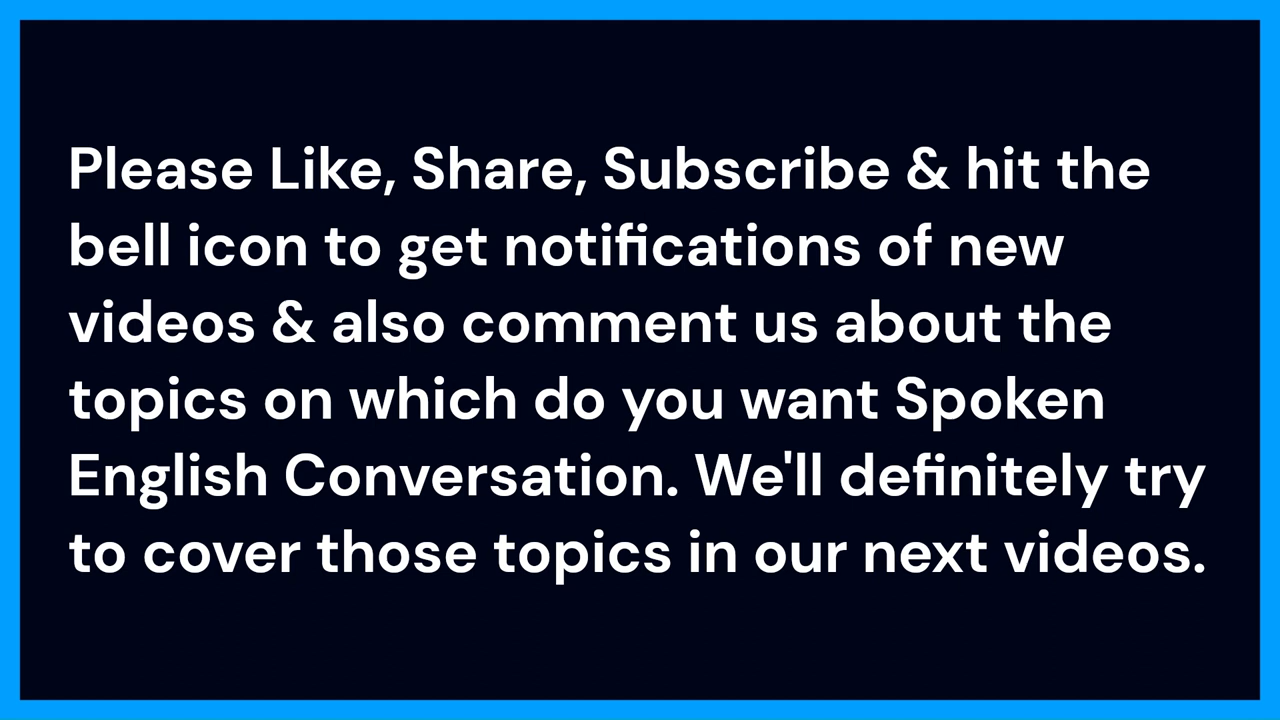 Please Like, Share, Subscribe & hit the
bell icon to get notifications of new
videos & also comment us about the
topics on which do you want Spoken
English Conversation. We'll definitely try
to cover those topics in our next videos.